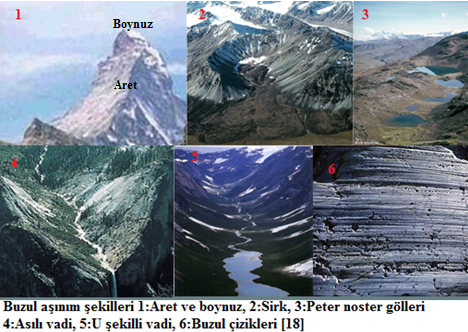 1
Boynuz
Aret
2
3
4
5
6
Buzul aşınım şekilleri 1:Aret ve boynuz, 2:Sirk, 3:Peter noster gölleri
4:Asılı vadi, 5:U şekilli vadi, 6:Buzul çizikleri [18]